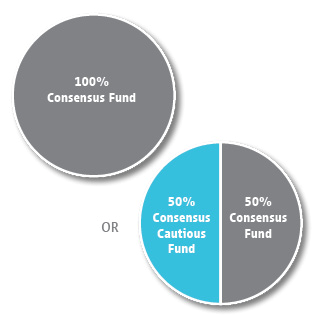 100%
Consensus Fund
OR
50%
Consensus
Cautious
Fund
50%
Consensus
Fund